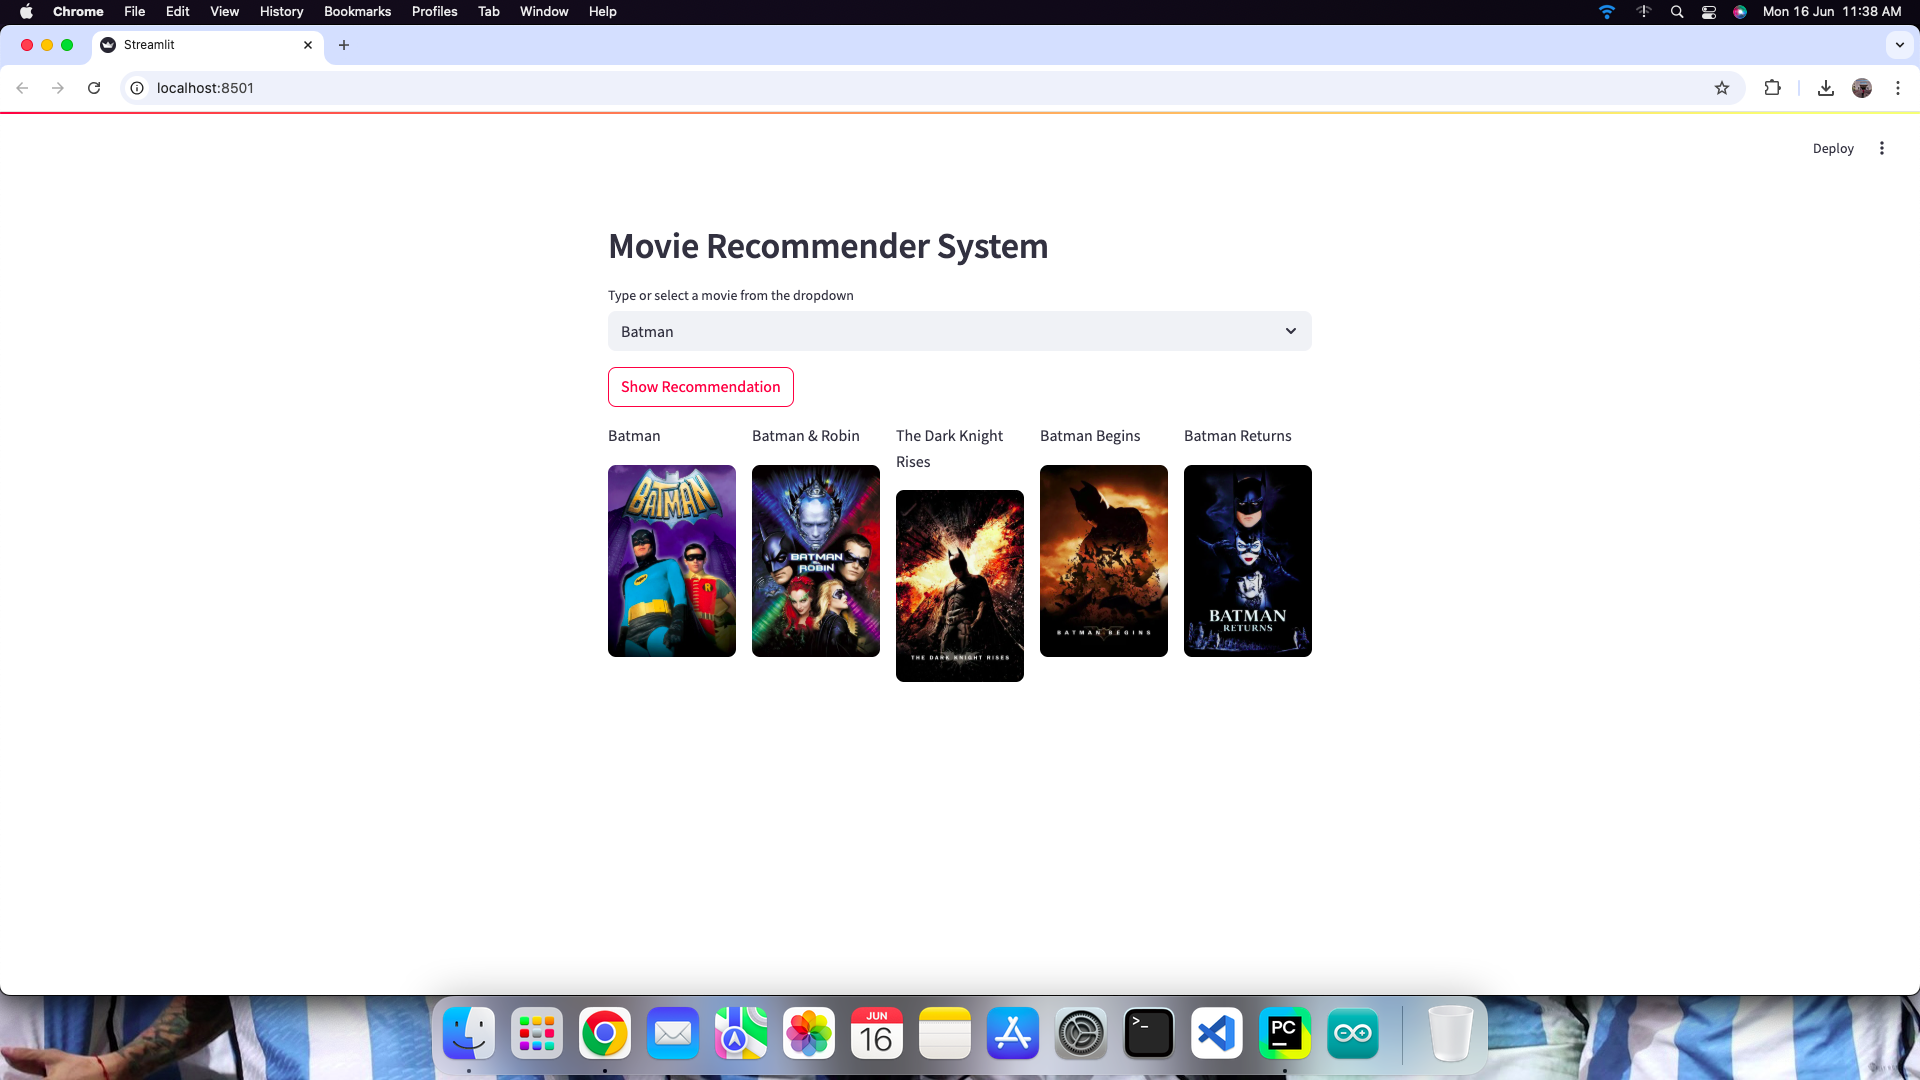 Chrome File Edit View History Bookmarks Profiles Tab Window Help Mon 16 Jun 11:38 AM
Streamlit
localhost:8501
Deploy
Movie Recommender System
Type or select a movie from the dropdown
Batman
Show Recommendation
Batman Batman & Robin The Dark Knight Rises Batman Begins Batman Returns
BATMAN
BATMAN & ROBIN
THE DARK KNIGHT RISES
BATMAN BEGINS
BATMAN
RETURNS
JUN
16
>_
PC